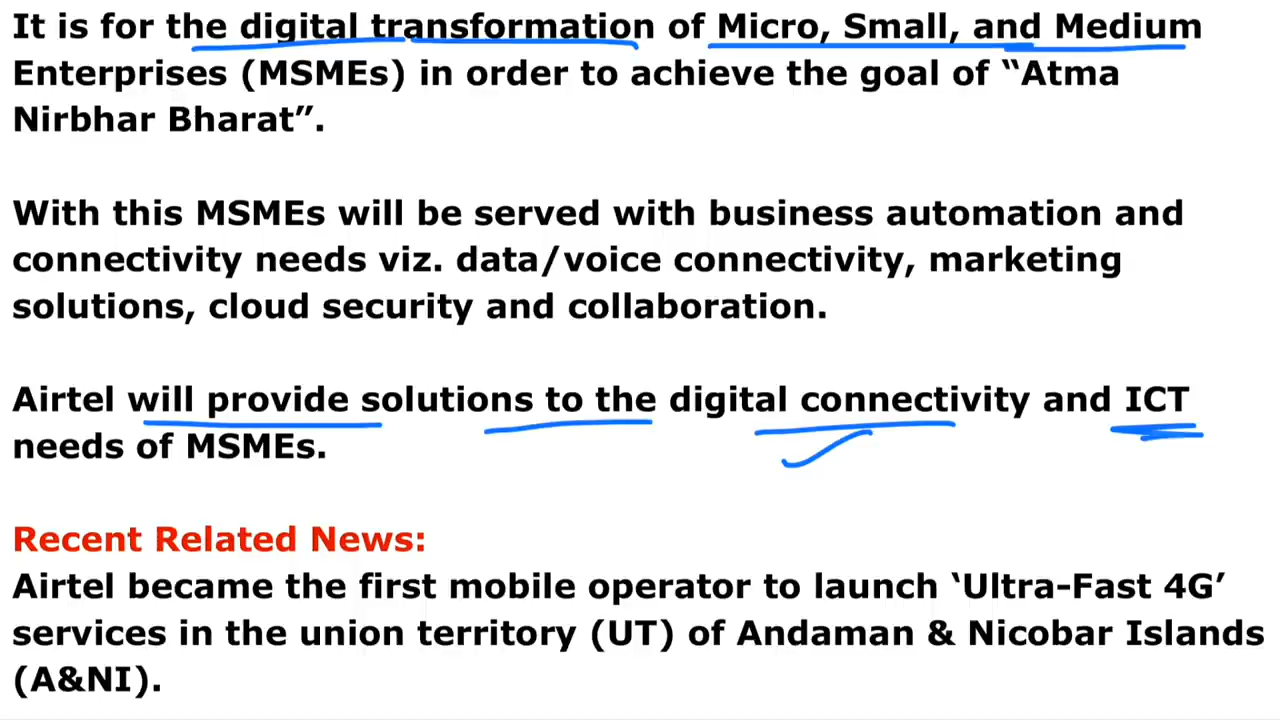 It is for the digital transformation of Micro, Small, and Medium
Enterprises (MSMEs) in order to achieve the goal of “Atma
Nirbhar Bharat”.
With this MSMEs will be served with business automation and
connectivity needs viz. data/voice connectivity, marketing
solutions, cloud security and collaboration.
Airtel will provide solutions to the digital connectivity and ICT
needs of MSMEs.
Recent Related News:
Airtel became the first mobile operator to launch ‘Ultra-Fast 4G’
services in the union territory (UT) of Andaman & Nicobar Islands
(A&NI).